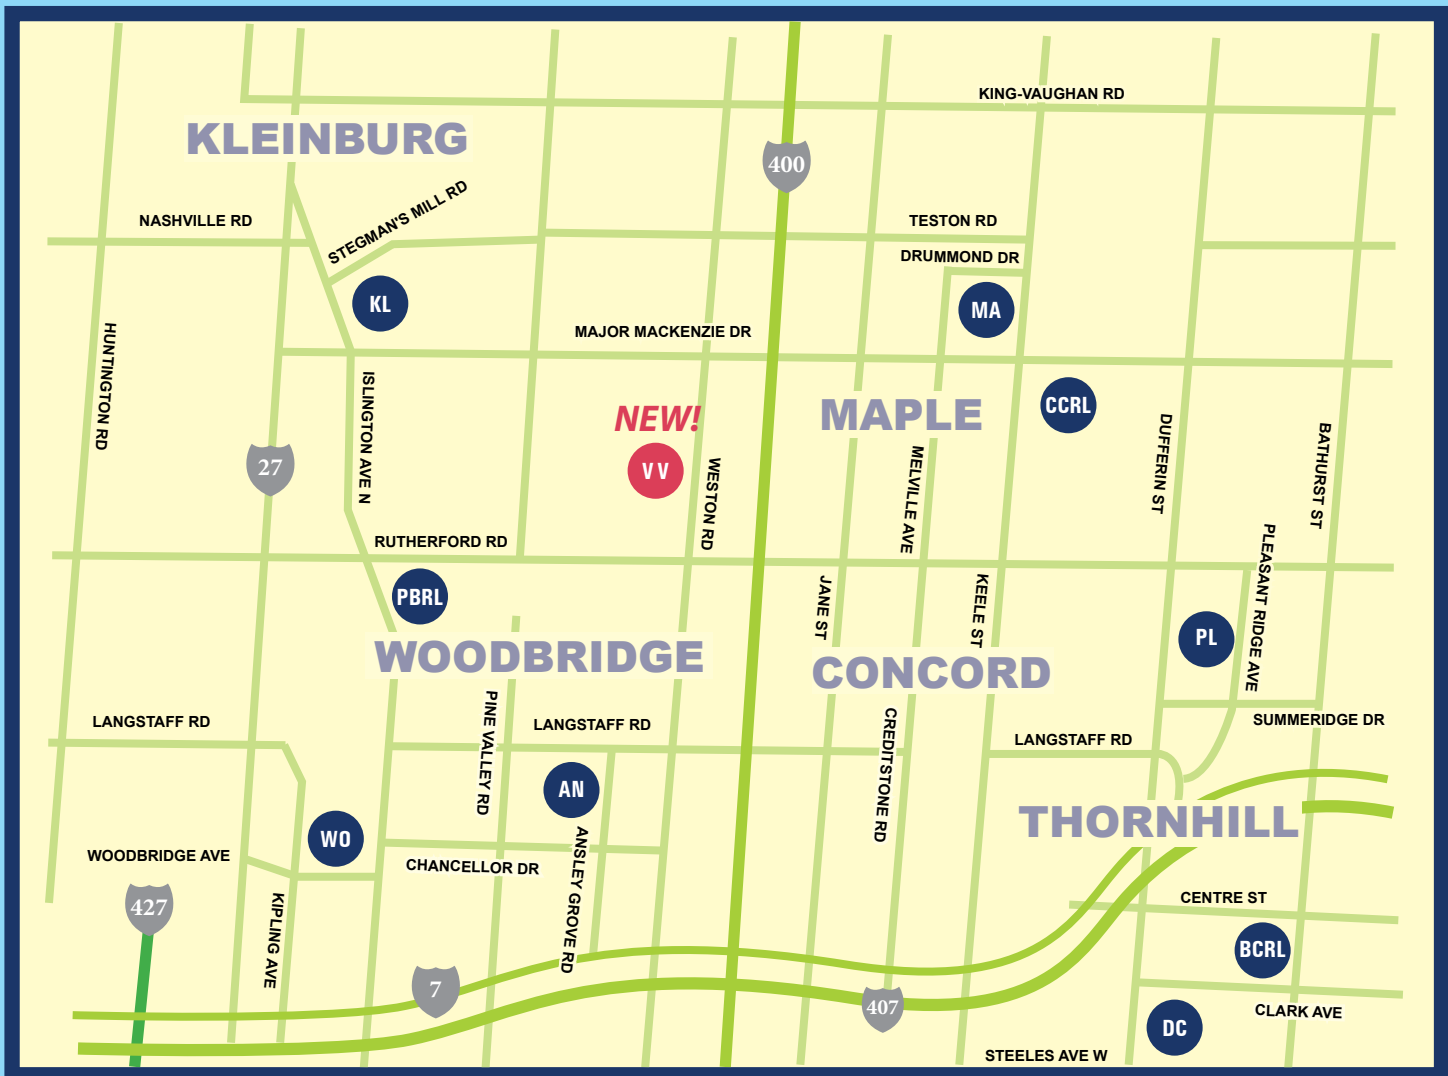 KING-VAUGHAN RD
KLEINBURG
400
STEGMAN'S MILL RD
NASHVILLE RD
TESTON RD
DRUMMOND DR
KL
MA
MAJOR MACKENZIE DR
HUNTINGTON RD
ISLINGTON AVE N
NEW!
MAPLE
CCRL
27
VV
WESTON RD
MELVILLE AVE
DUFFERIN ST
BATHURST ST
RUTHERFORD RD
PBRL
JANE ST
KEELE ST
PLEASANT RIDGE AVE
PL
WOODBRIDGE
CONCORD
LANGSTAFF RD
PINE VALLEY RD
LANGSTAFF RD
CREDITSTONE RD
LANGSTAFF RD
SUMMERIDGE DR
AN
THORNHILL
WO
WOODBRIDGE AVE
CHANCELLOR DR
ANSLEY GROVE RD
427
KIPLING AVE
CENTRE ST
BCRL
7
407
CLARK AVE
DC
STEELES AVE W